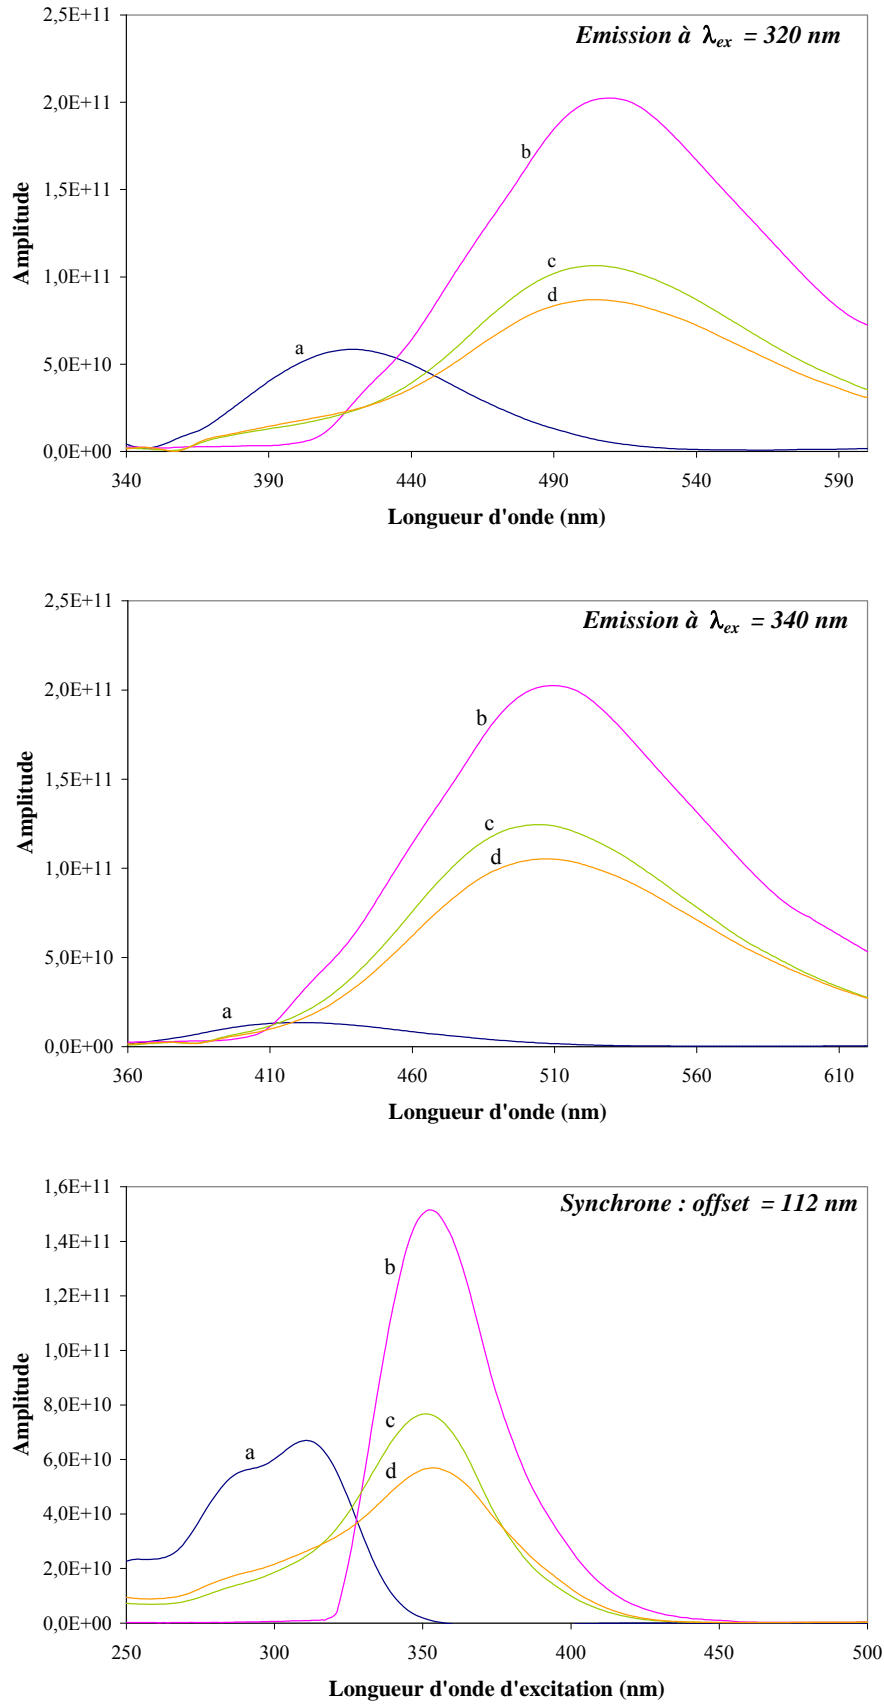 Emission à λex = 320 nm
2,5E+11
2,0E+11
1,5E+11
1,0E+11
5,0E+10
0,0E+00
Amplitude
a
b
c
d
340
390
440
490
540
590
Longueur d'onde (nm)
Emission à λex = 340 nm
2,5E+11
2,0E+11
1,5E+11
1,0E+11
5,0E+10
0,0E+00
Amplitude
a
b
c
d
360
410
460
510
560
610
Longueur d'onde (nm)
Synchrone : offset = 112 nm
1,6E+11
1,4E+11
1,2E+11
1,0E+11
8,0E+10
6,0E+10
4,0E+10
2,0E+10
0,0E+00
Amplitude
a
b
c
d
250
300
350
400
450
500
Longueur d'onde d'excitation (nm)